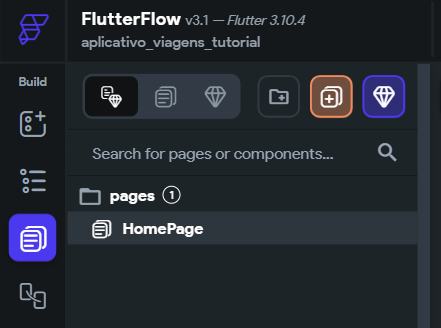 FlutterFlow v3.1 — Flutter 3.10.4
aplicativo_viagens_tutorial
Build
Search for pages or components...
pages 1
HomePage